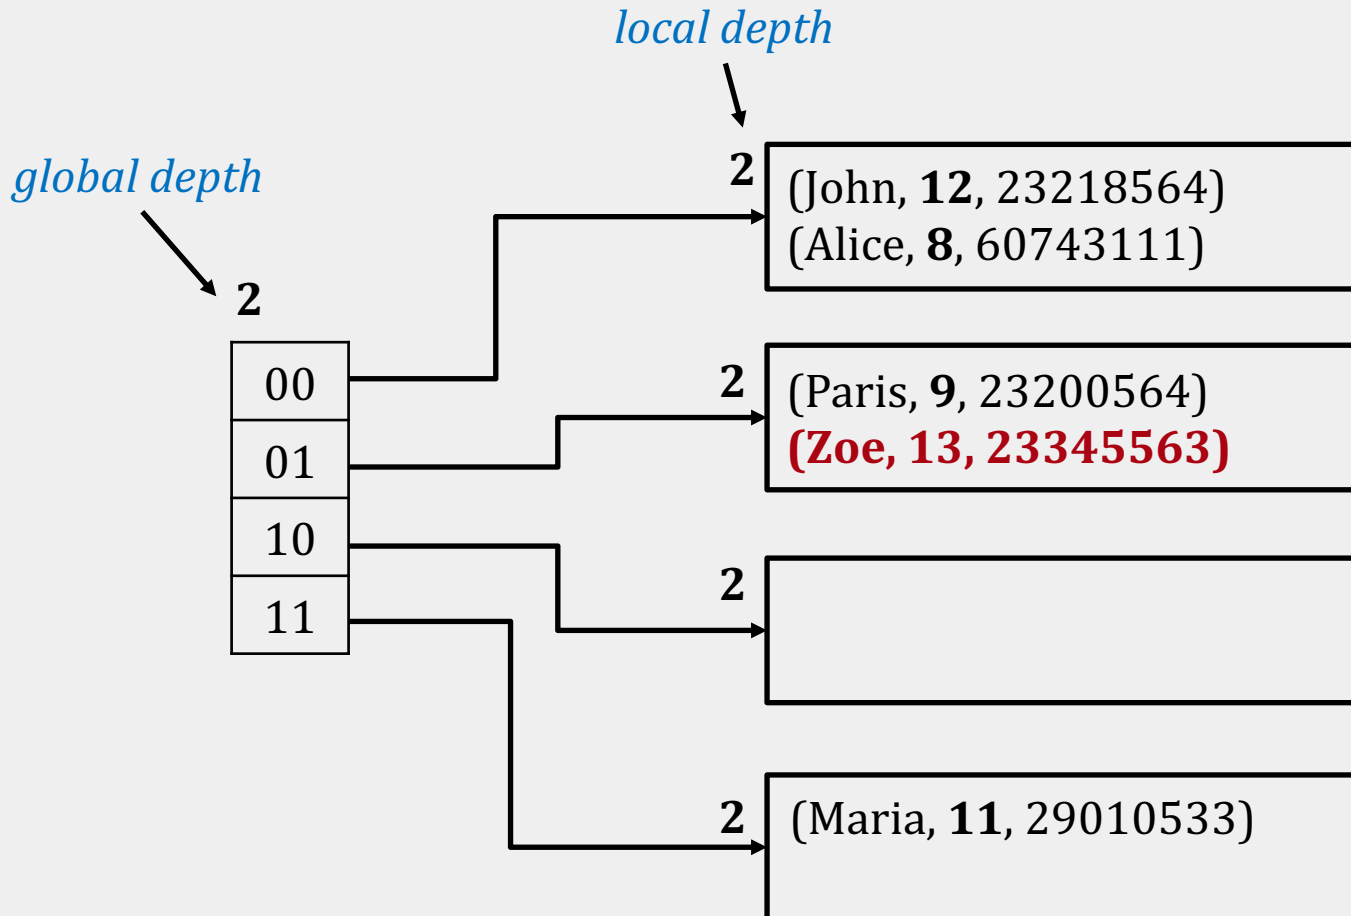 local depth
global depth
2
(John, 12, 23218564)
(Alice, 8, 60743111)
2
00
01
10
11
2
(Paris, 9, 23200564)
(Zoe, 13, 23345563)
2
2
(Maria, 11, 29010533)